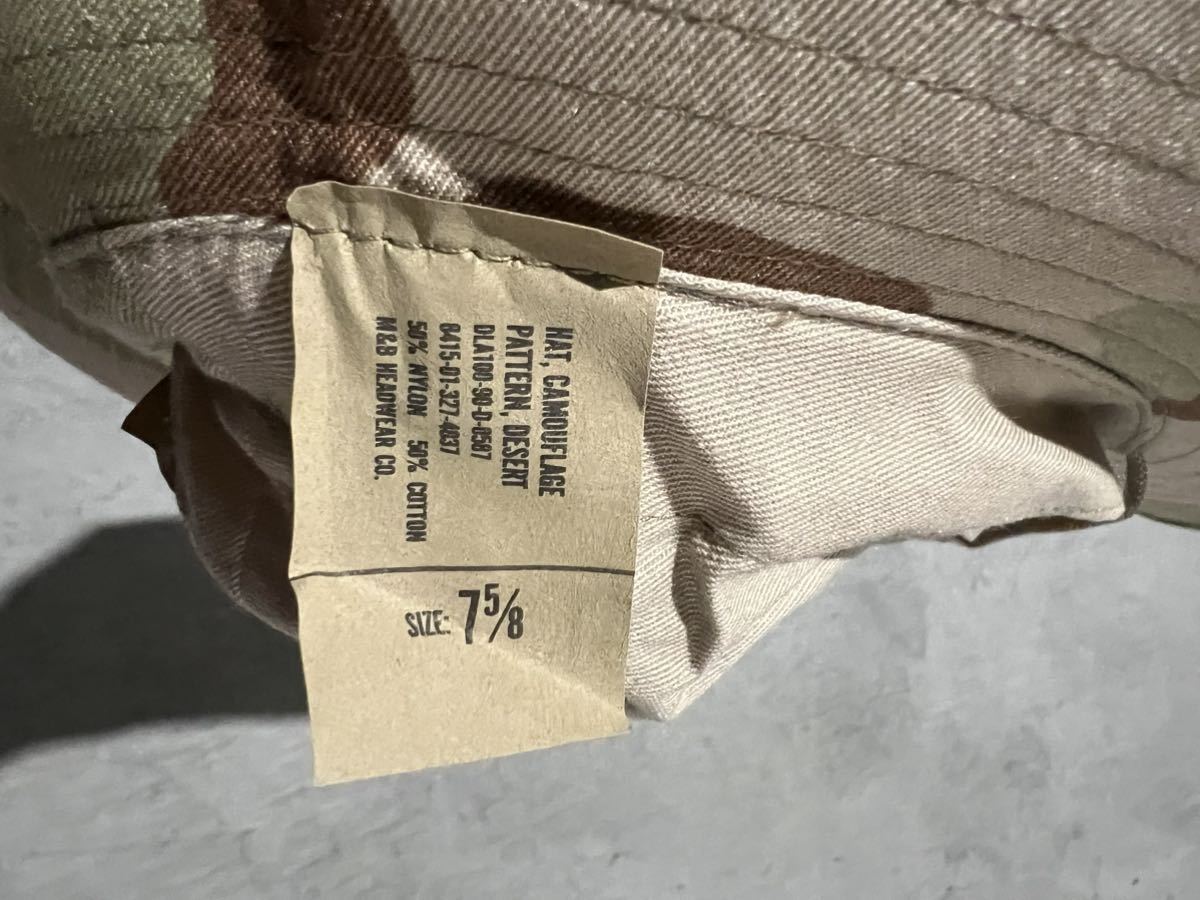 HAT, CAMOUFLAGE
PATTERN, DESERT
DLA100-90-D-0587
8415-01-327-4837
50% NYLON 50% COTTON
M&B HEADWEAR CO.
SIZE: 7⅝